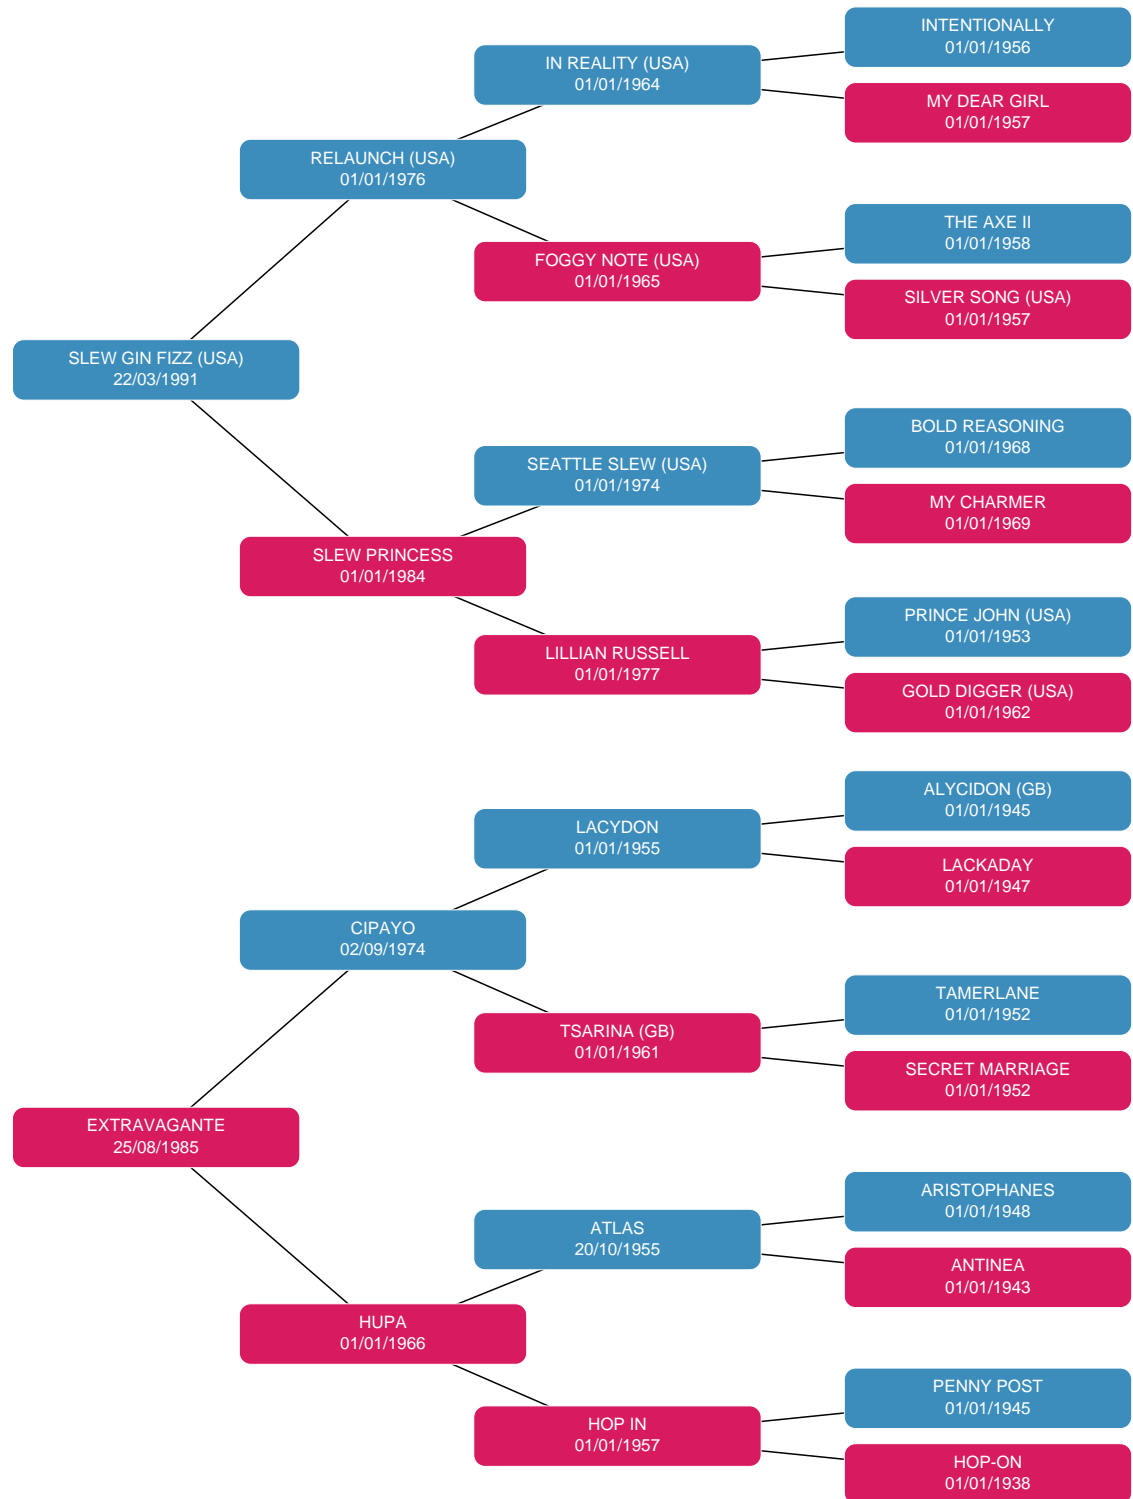 INTENTIONALLY
01/01/1956
IN REALITY (USA)
01/01/1964
MY DEAR GIRL
01/01/1957
RELAUNCH (USA)
01/01/1976
THE AXE II
01/01/1958
FOGGY NOTE (USA)
01/01/1965
SILVER SONG (USA)
01/01/1957
SLEW GIN FIZZ (USA)
22/03/1991
BOLD REASONING
01/01/1968
SEATTLE SLEW (USA)
01/01/1974
MY CHARMER
01/01/1969
SLEW PRINCESS
01/01/1984
PRINCE JOHN (USA)
01/01/1953
LILLIAN RUSSELL
01/01/1977
GOLD DIGGER (USA)
01/01/1962
ALYCIDON (GB)
01/01/1945
LACYDON
01/01/1955
LACKADAY
01/01/1947
CIPAYO
02/09/1974
TAMERLANE
01/01/1952
TSARINA (GB)
01/01/1961
SECRET MARRIAGE
01/01/1952
EXTRAVAGANTE
25/08/1985
ARISTOPHANES
01/01/1948
ATLAS
20/10/1955
ANTINEA
01/01/1943
HUPA
01/01/1966
PENNY POST
01/01/1945
HOP IN
01/01/1957
HOP-ON
01/01/1938